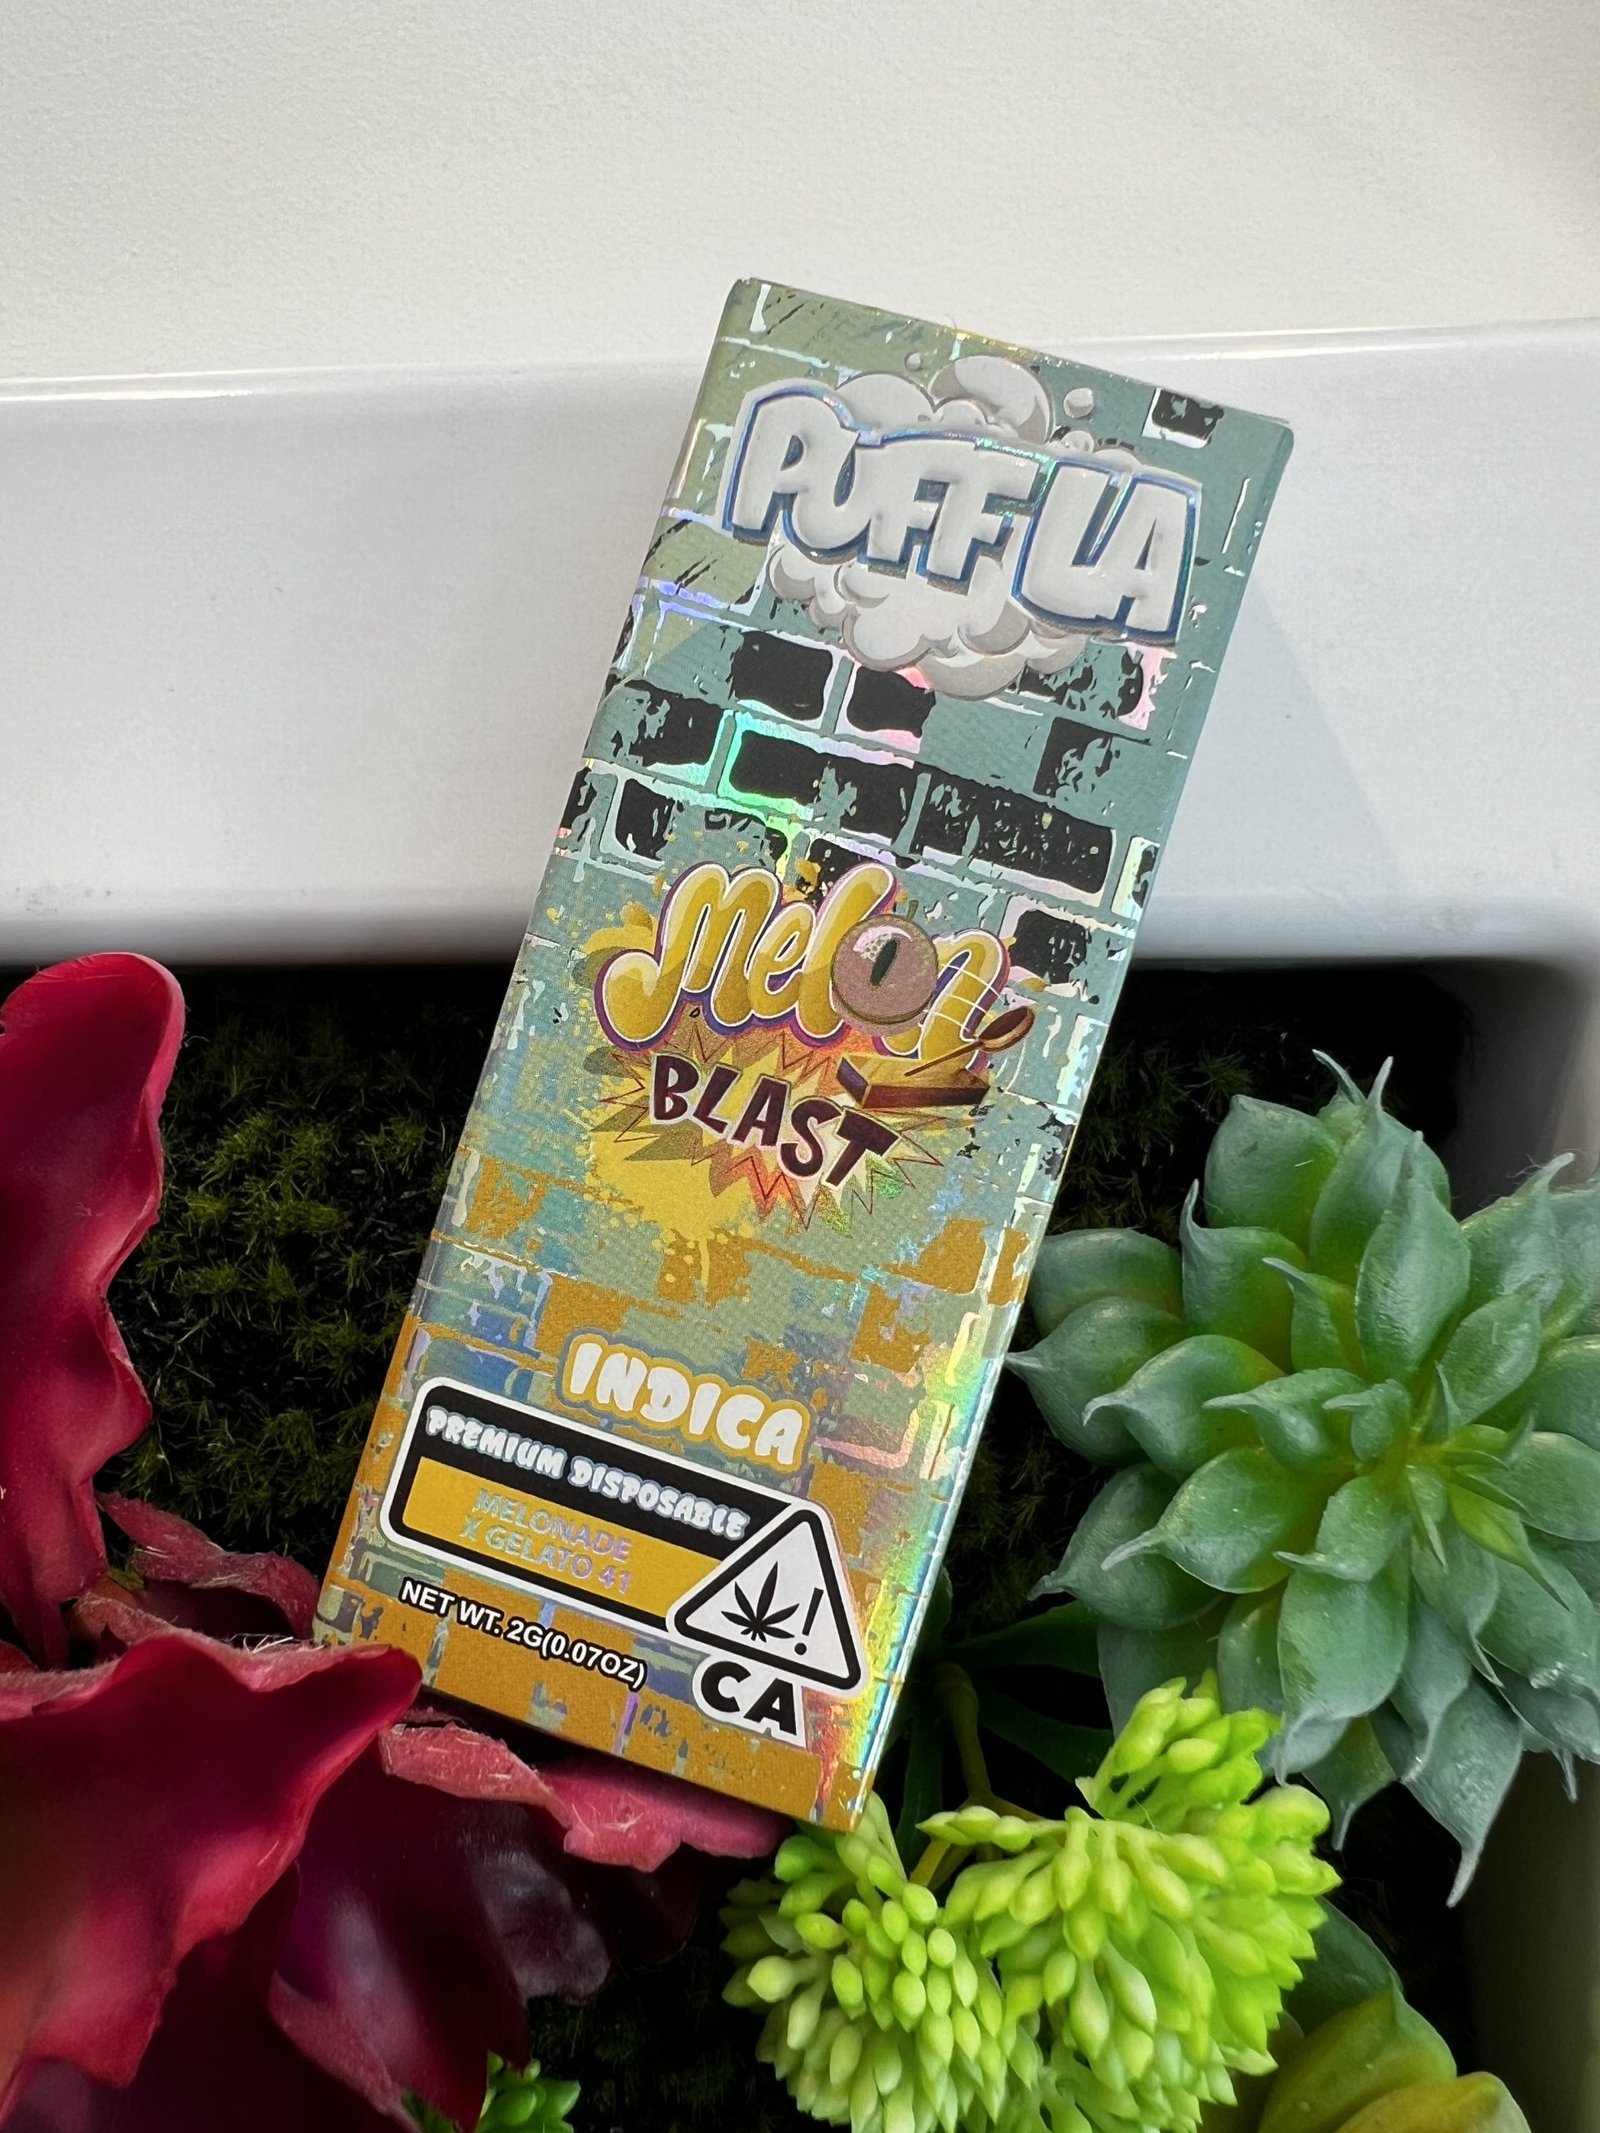 PUFF LA
Melon
BLAST
INDICA
PREMIUM DISPOSABLE
MELONADE
X GELATO 41
NET WT. 2G(0.07OZ)
!
CA